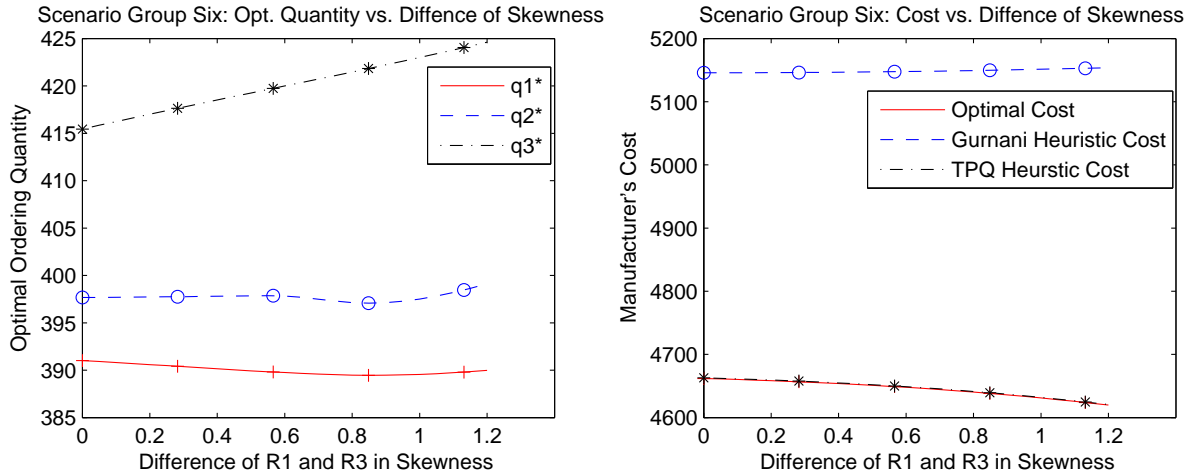 Scenario Group Six: Opt. Quantity vs. Diffence of Skewness
425
420
415
410
405
400
395
390
385
Optimal Ordering Quantity
q1*
q2*
q3*
0
0.2
0.4
0.6
0.8
1
1.2
Difference of R1 and R3 in Skewness
Scenario Group Six: Cost vs. Diffence of Skewness
5200
5100
5000
4900
4800
4700
4600
Manufacturer's Cost
Optimal Cost
Gurnani Heuristic Cost
TPQ Heurstic Cost
0
0.2
0.4
0.6
0.8
1
1.2
Difference of R1 and R3 in Skewness